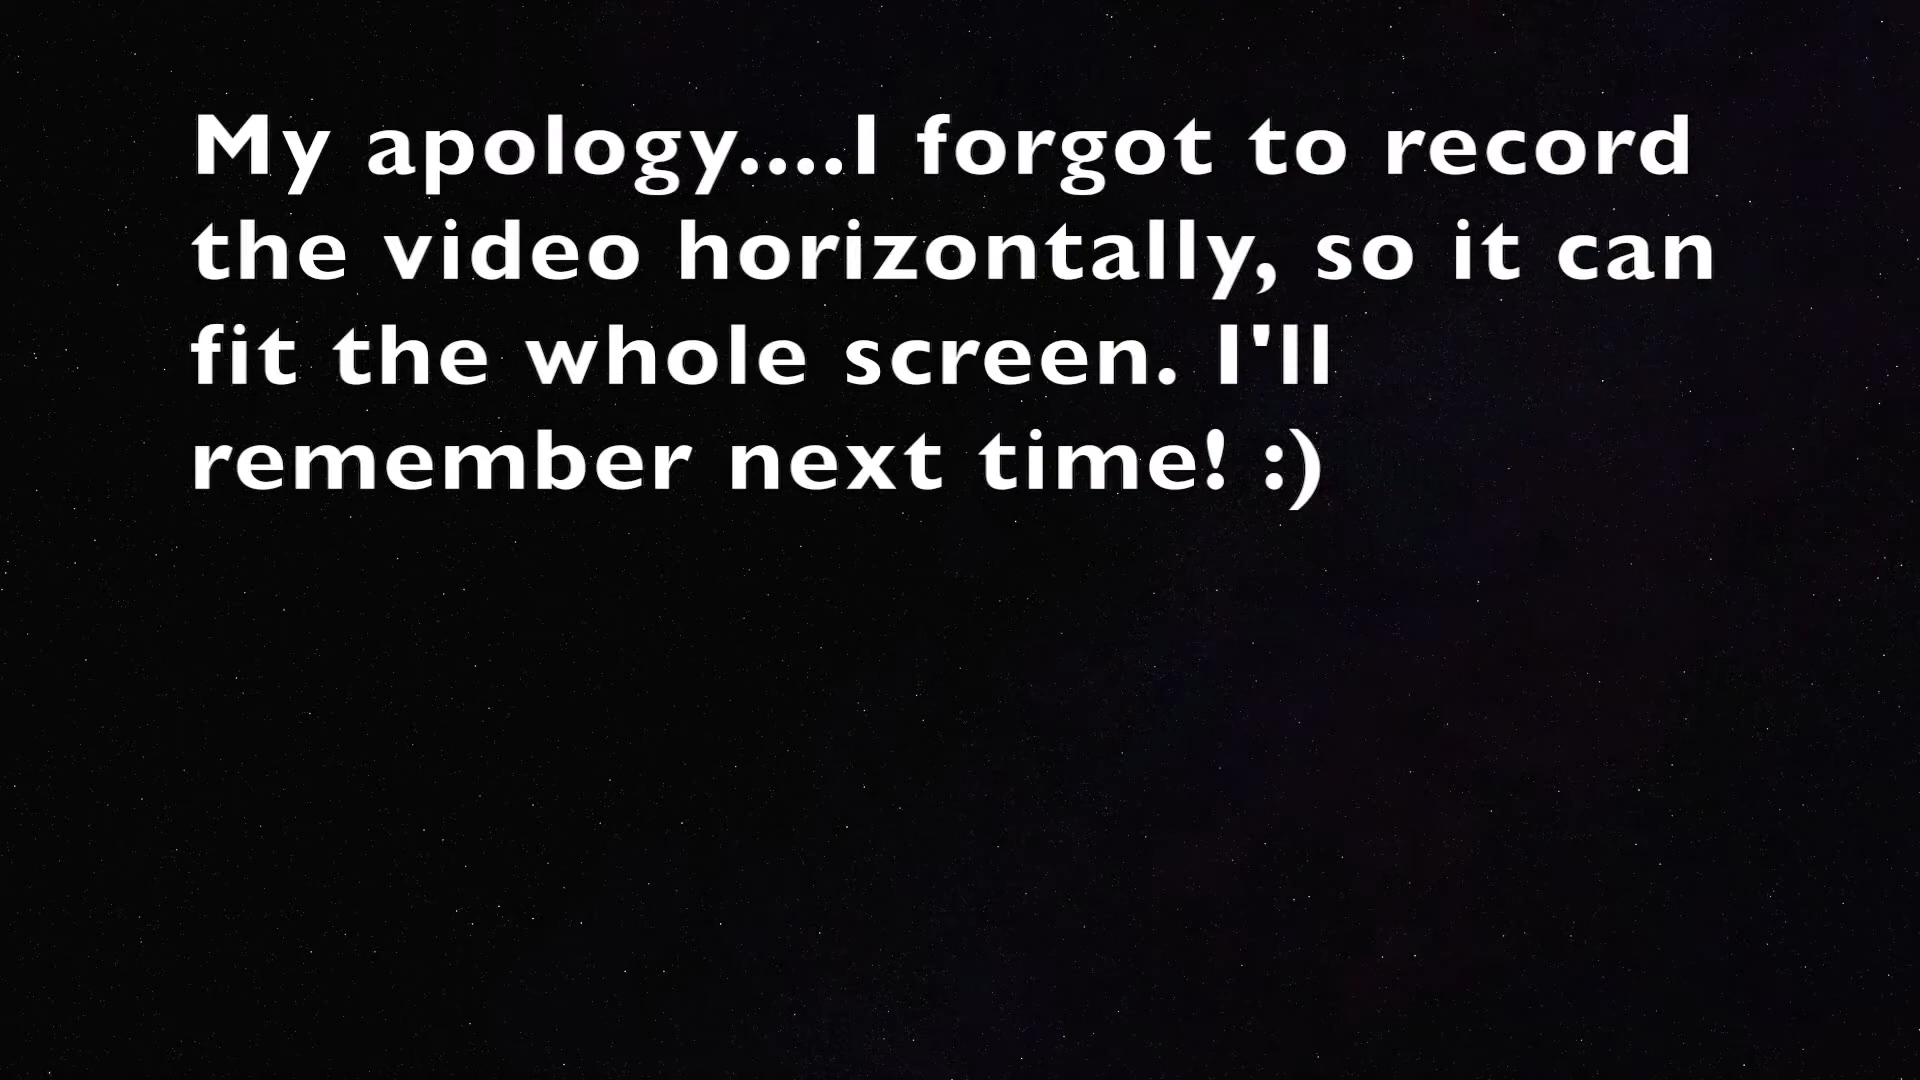 My apology....I forgot to record
the video horizontally, so it can
fit the whole screen. I'll
remember next time! :)